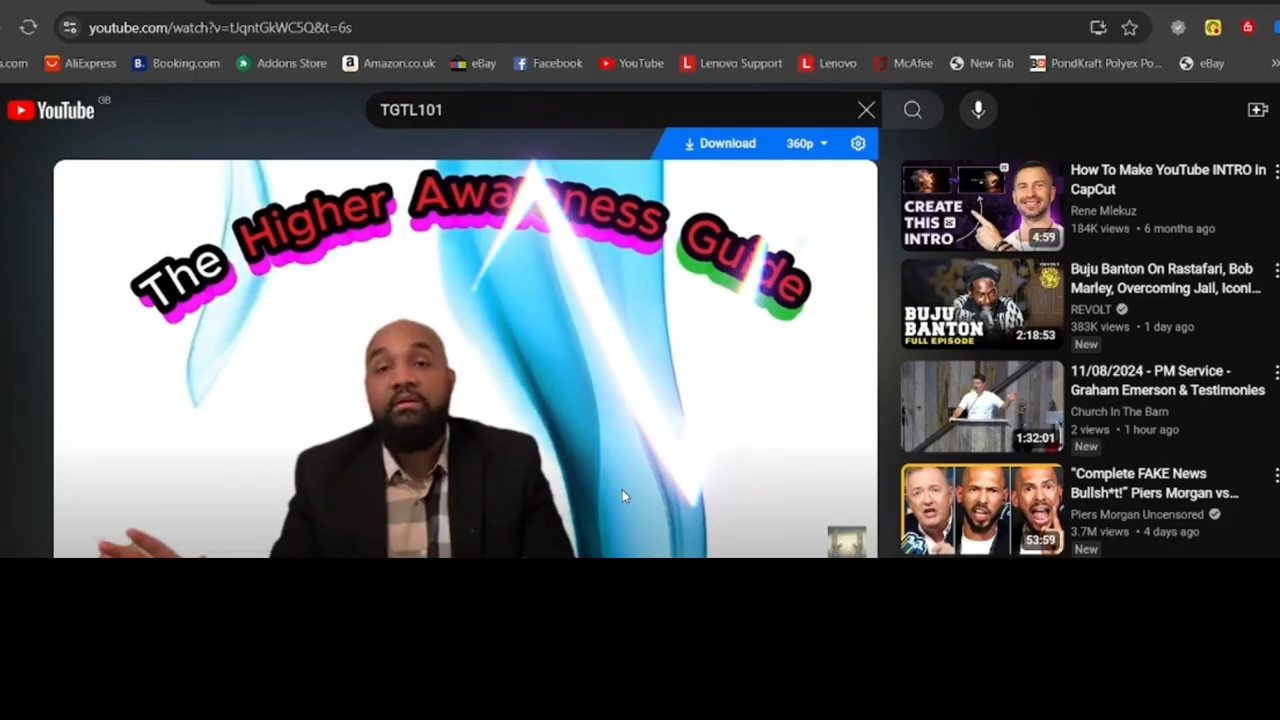 youtube.com/watch?v=tJqntGkWC5Q&t=6s
s.com AliExpress Booking.com Addons Store Amazon.co.uk eBay Facebook YouTube Lenovo Support Lenovo McAfee New Tab PondKraft Polyex Po... eBay
YouTube GB
TGTL101
Download 360p
The Higher Awareness Guide
CREATE
THIS
INTRO
4:59
How To Make YouTube INTRO in
CapCut
Rene Mlekuz
184K views • 6 months ago
BUJU
BANTON
FULL EPISODE
2:18:53
Buju Banton On Rastafari, Bob
Marley, Overcoming Jail, Iconi...
REVOLT
383K views • 1 day ago
New
1:32:01
11/08/2024 - PM Service -
Graham Emerson & Testimonies
Church In The Barn
2 views • 1 hour ago
New
53:59
“Complete FAKE News
Bullsh*t!” Piers Morgan vs...
Piers Morgan Uncensored
3.7M views • 4 days ago
New